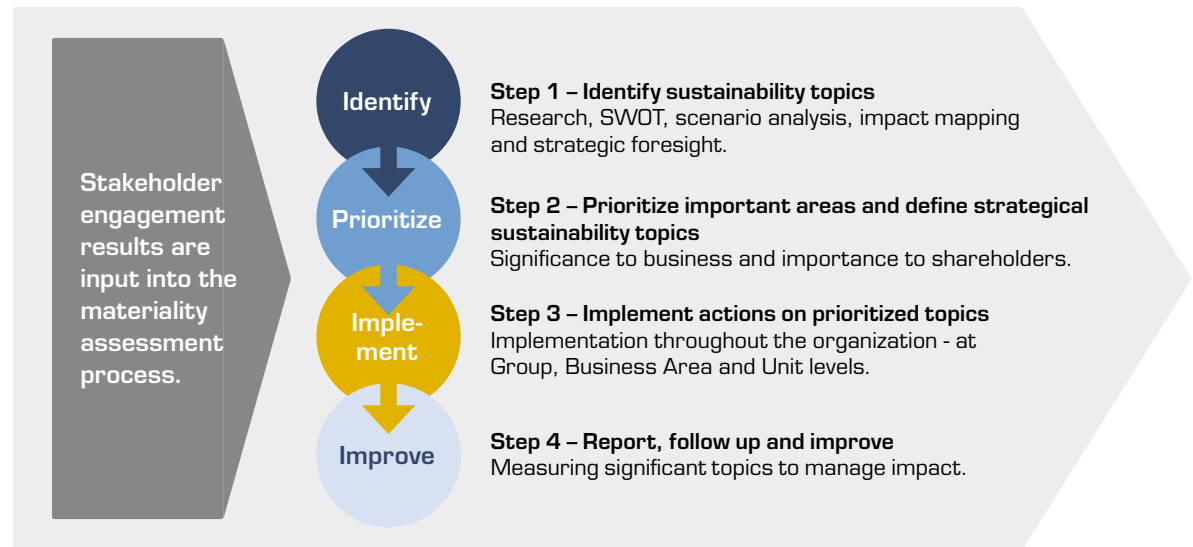 Stakeholder
engagement
results are
input into the
materiality
assessment
process.
Identify
Step 1 – Identify sustainability topics
Research, SWOT, scenario analysis, impact mapping
and strategic foresight.
Prioritize
Step 2 – Prioritize important areas and define strategical
sustainability topics
Significance to business and importance to shareholders.
Imple-
ment
Step 3 – Implement actions on prioritized topics
Implementation throughout the organization - at
Group, Business Area and Unit levels.
Improve
Step 4 – Report, follow up and improve
Measuring significant topics to manage impact.